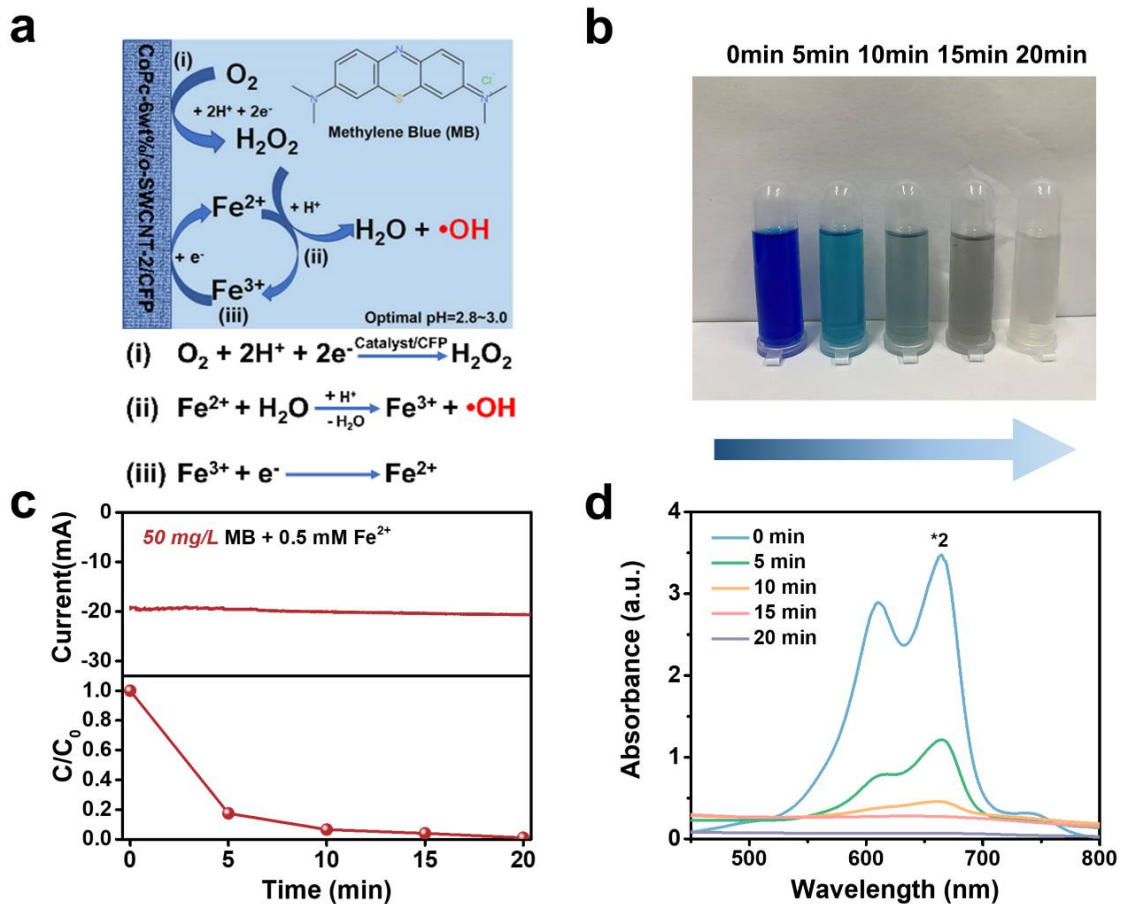 a
CoPc-6wt%/o-SWCNT-2/CFP
(i)
O₂
+ 2H⁺ + 2e⁻
H₂O₂
N
N
S
N⁺
Cl⁻
Methylene Blue (MB)
Fe²⁺
+ H⁺
H₂O + •OH
+ e⁻
(ii)
Fe³⁺
(iii)
Optimal pH=2.8~3.0
(i) O₂ + 2H⁺ + 2e⁻ Catalyst/CFP H₂O₂
(ii) Fe²⁺ + H₂O + H⁺ - H₂O Fe³⁺ + •OH
(iii) Fe³⁺ + e⁻ Fe²⁺
b
0min 5min 10min 15min 20min
c
50 mg/L MB + 0.5 mM Fe²⁺
Current(mA)
0
-10
-20
-30
C/C₀
1.0
0.8
0.6
0.4
0.2
0.0
0 5 10 15 20
Time (min)
d
Absorbance (a.u.)
4
3
2
1
0
0 min
5 min
10 min
15 min
20 min
*2
500 600 700 800
Wavelength (nm)